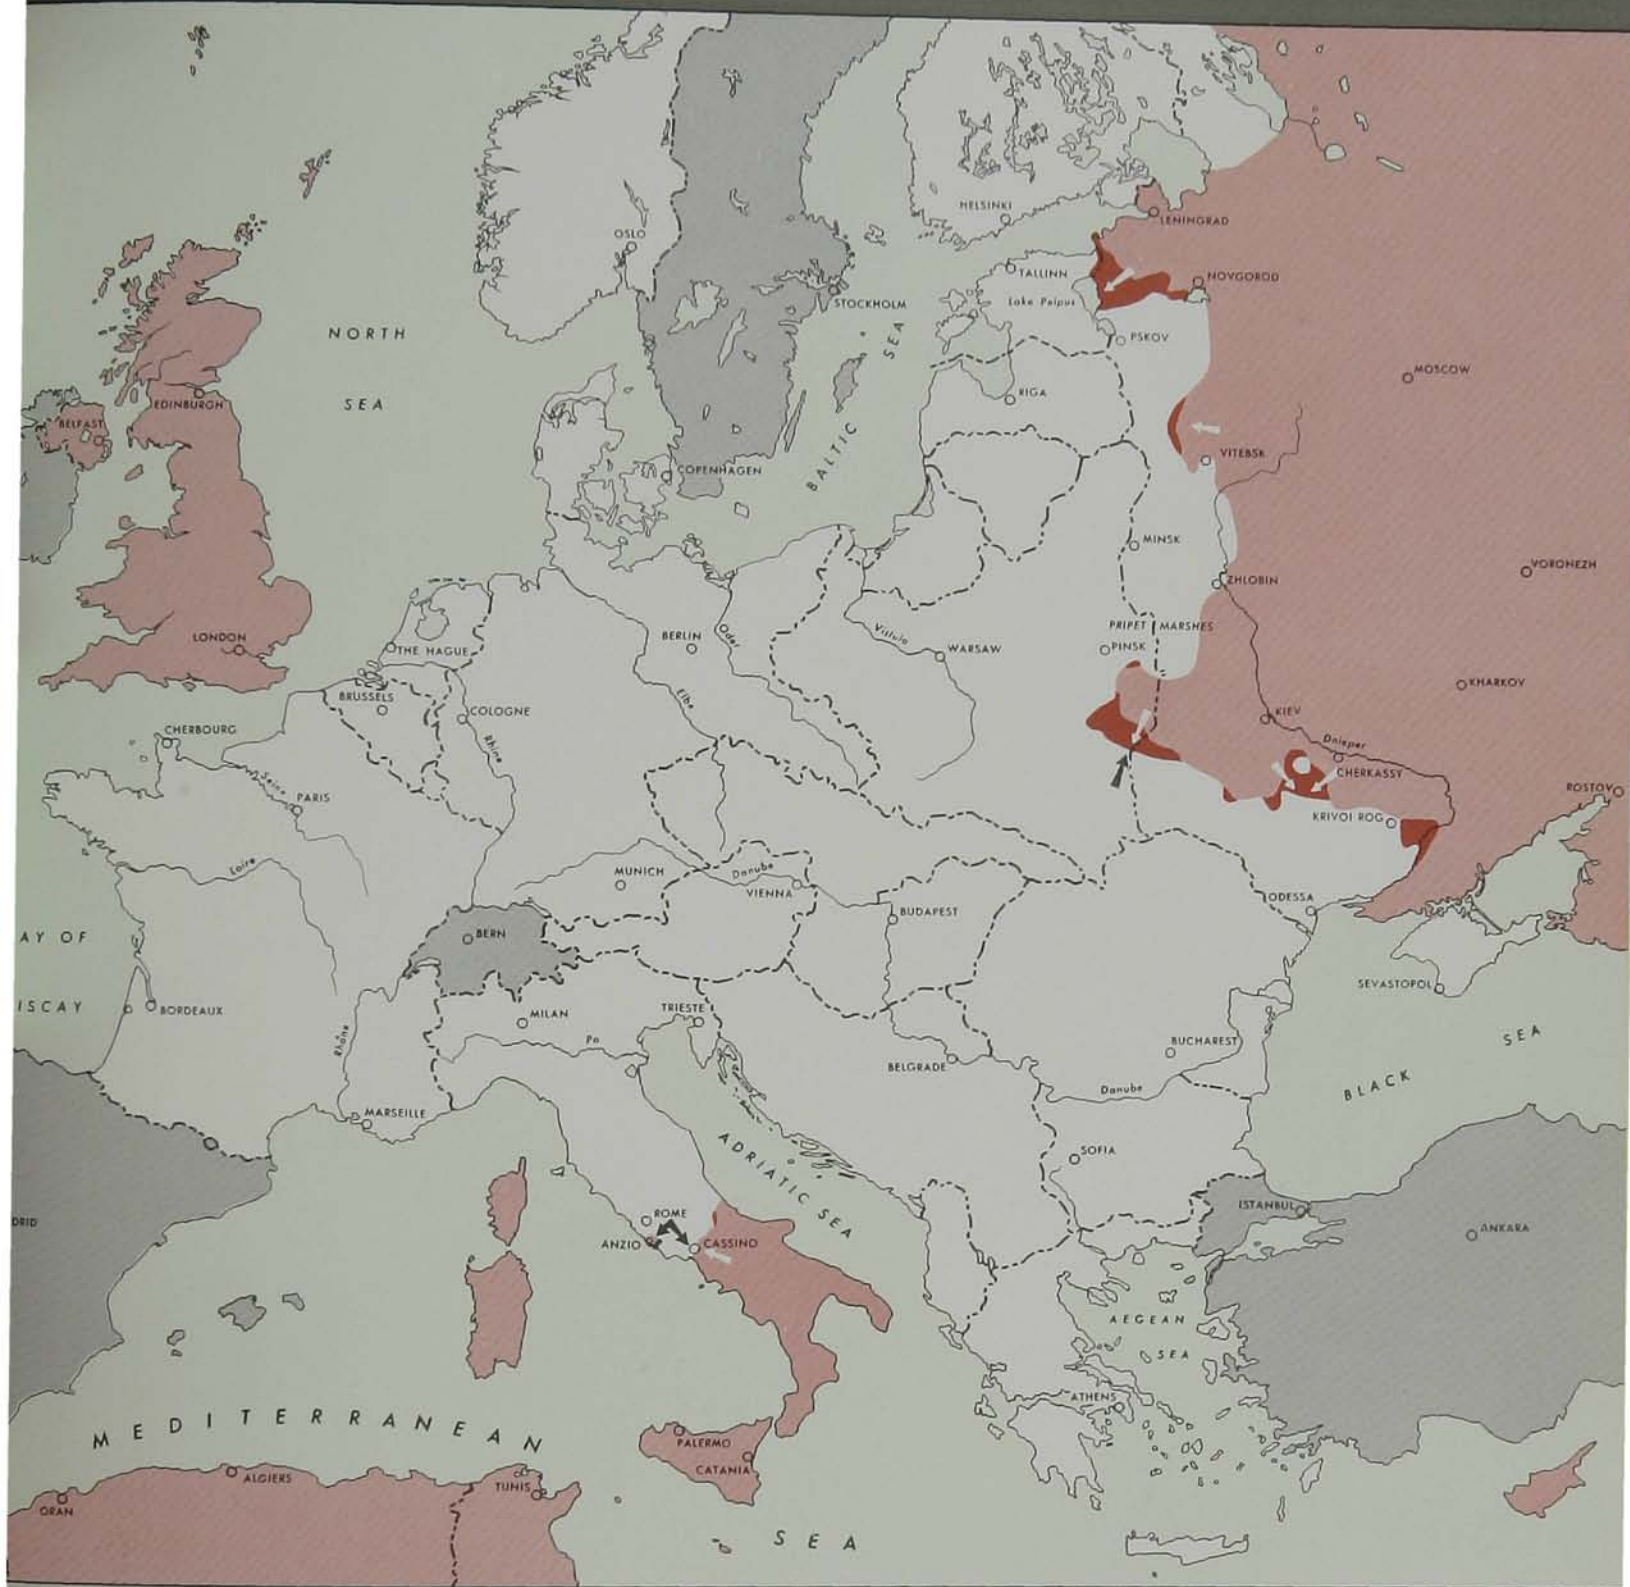 HELSINKI
LENINGRAD
OSLO
TALLINN
NOVGOROD
Lake Peipus
STOCKHOLM
NORTH
SEA
PSKOV
SEA
MOSCOW
RIGA
EDINBURGH
BELFAST
BALTIC
VITEBSK
COPENHAGEN
MINSK
VORONEZH
ZHLOBIN
PRIPET MARSHES
LONDON
BERLIN
Oder
Vistula
WARSAW
PINSK
THE HAGUE
KHARKOV
BRUSSELS
Elbe
COLOGNE
KIEV
CHERBOURG
Rhine
Dnieper
CHERKASSY
Seine
PARIS
ROSTOV
KRIVOI ROG
Loire
MUNICH
Danube
VIENNA
ODESSA
BUDAPEST
AY OF
BERN
SEVASTOPOL
ISCAY
BORDEAUX
MILAN
TRIESTE
Rhône
Po
BUCHAREST
SEA
BELGRADE
Danube
BLACK
MARSEILLE
ADRIATIC SEA
SOFIA
DRID
ROME
ISTANBUL
ANKARA
ANZIO
CASSINO
AEGEAN
SEA
ATHENS
MEDITERRANEAN
PALERMO
CATANIA
ALGIERS
TUNIS
ORAN
SEA